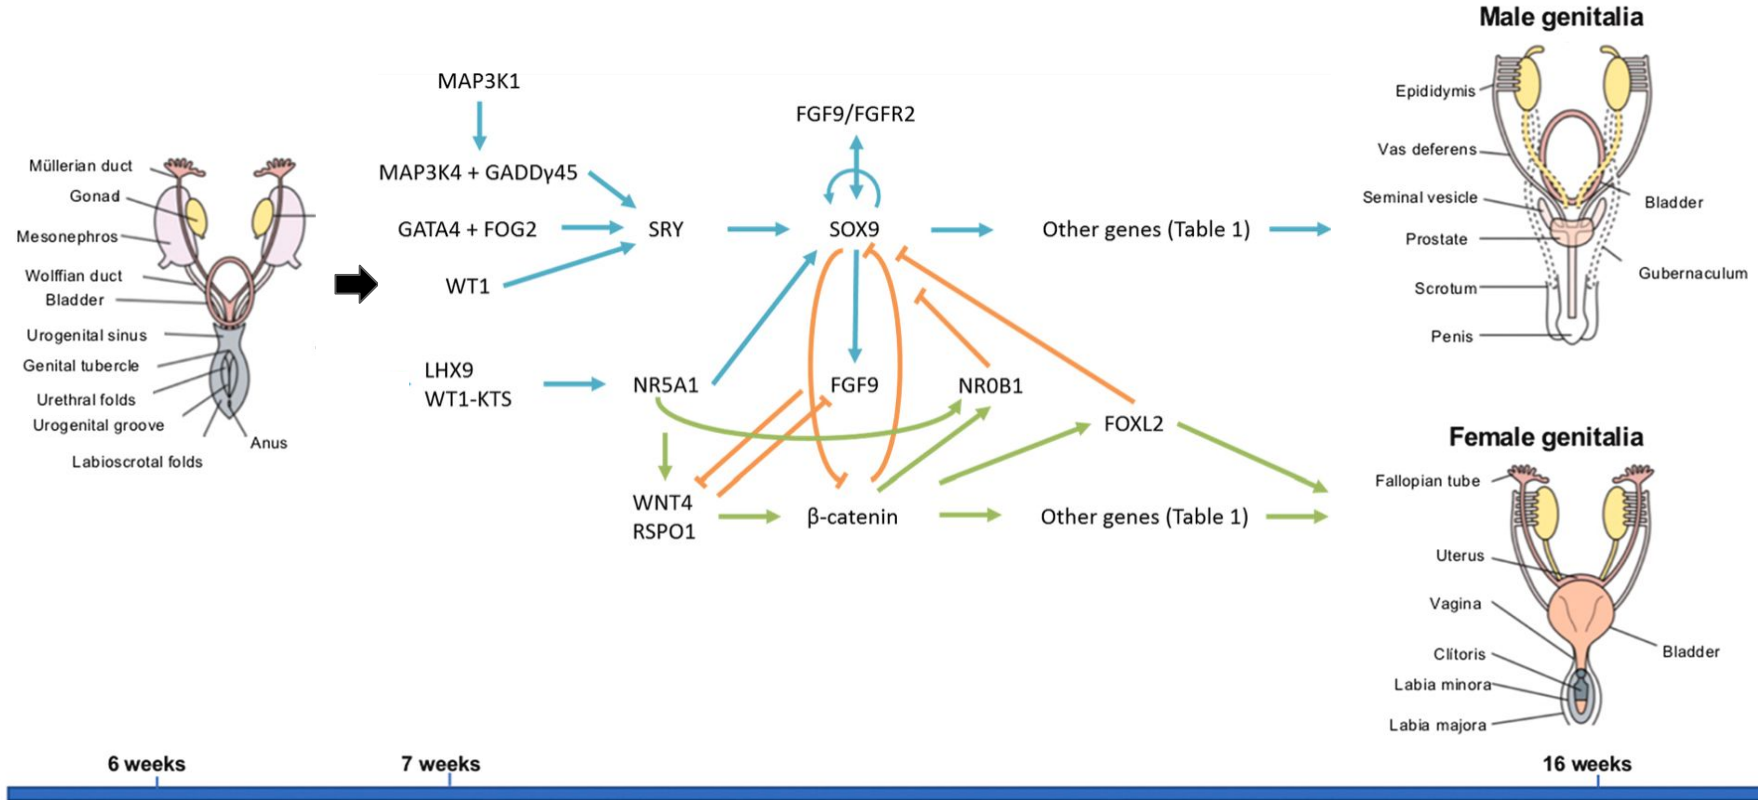 Müllerian duct
Gonad
Mesonephros
Wolffian duct
Bladder
Urogenital sinus
Genital tubercle
Urethral folds
Urogenital groove
Anus
Labioscrotal folds
MAP3K1
MAP3K4 + GADDγ45
GATA4 + FOG2
WT1
LHX9
WT1-KTS
SRY
NR5A1
WNT4
RSPO1
FGF9/FGFR2
SOX9
FGF9
β-catenin
NR0B1
FOXL2
Other genes (Table 1)
Other genes (Table 1)
Male genitalia
Epididymis
Vas deferens
Seminal vesicle
Prostate
Scrotum
Penis
Bladder
Gubernaculum
Female genitalia
Fallopian tube
Uterus
Vagina
Clitoris
Labia minora
Labia majora
Bladder
6 weeks
7 weeks
16 weeks